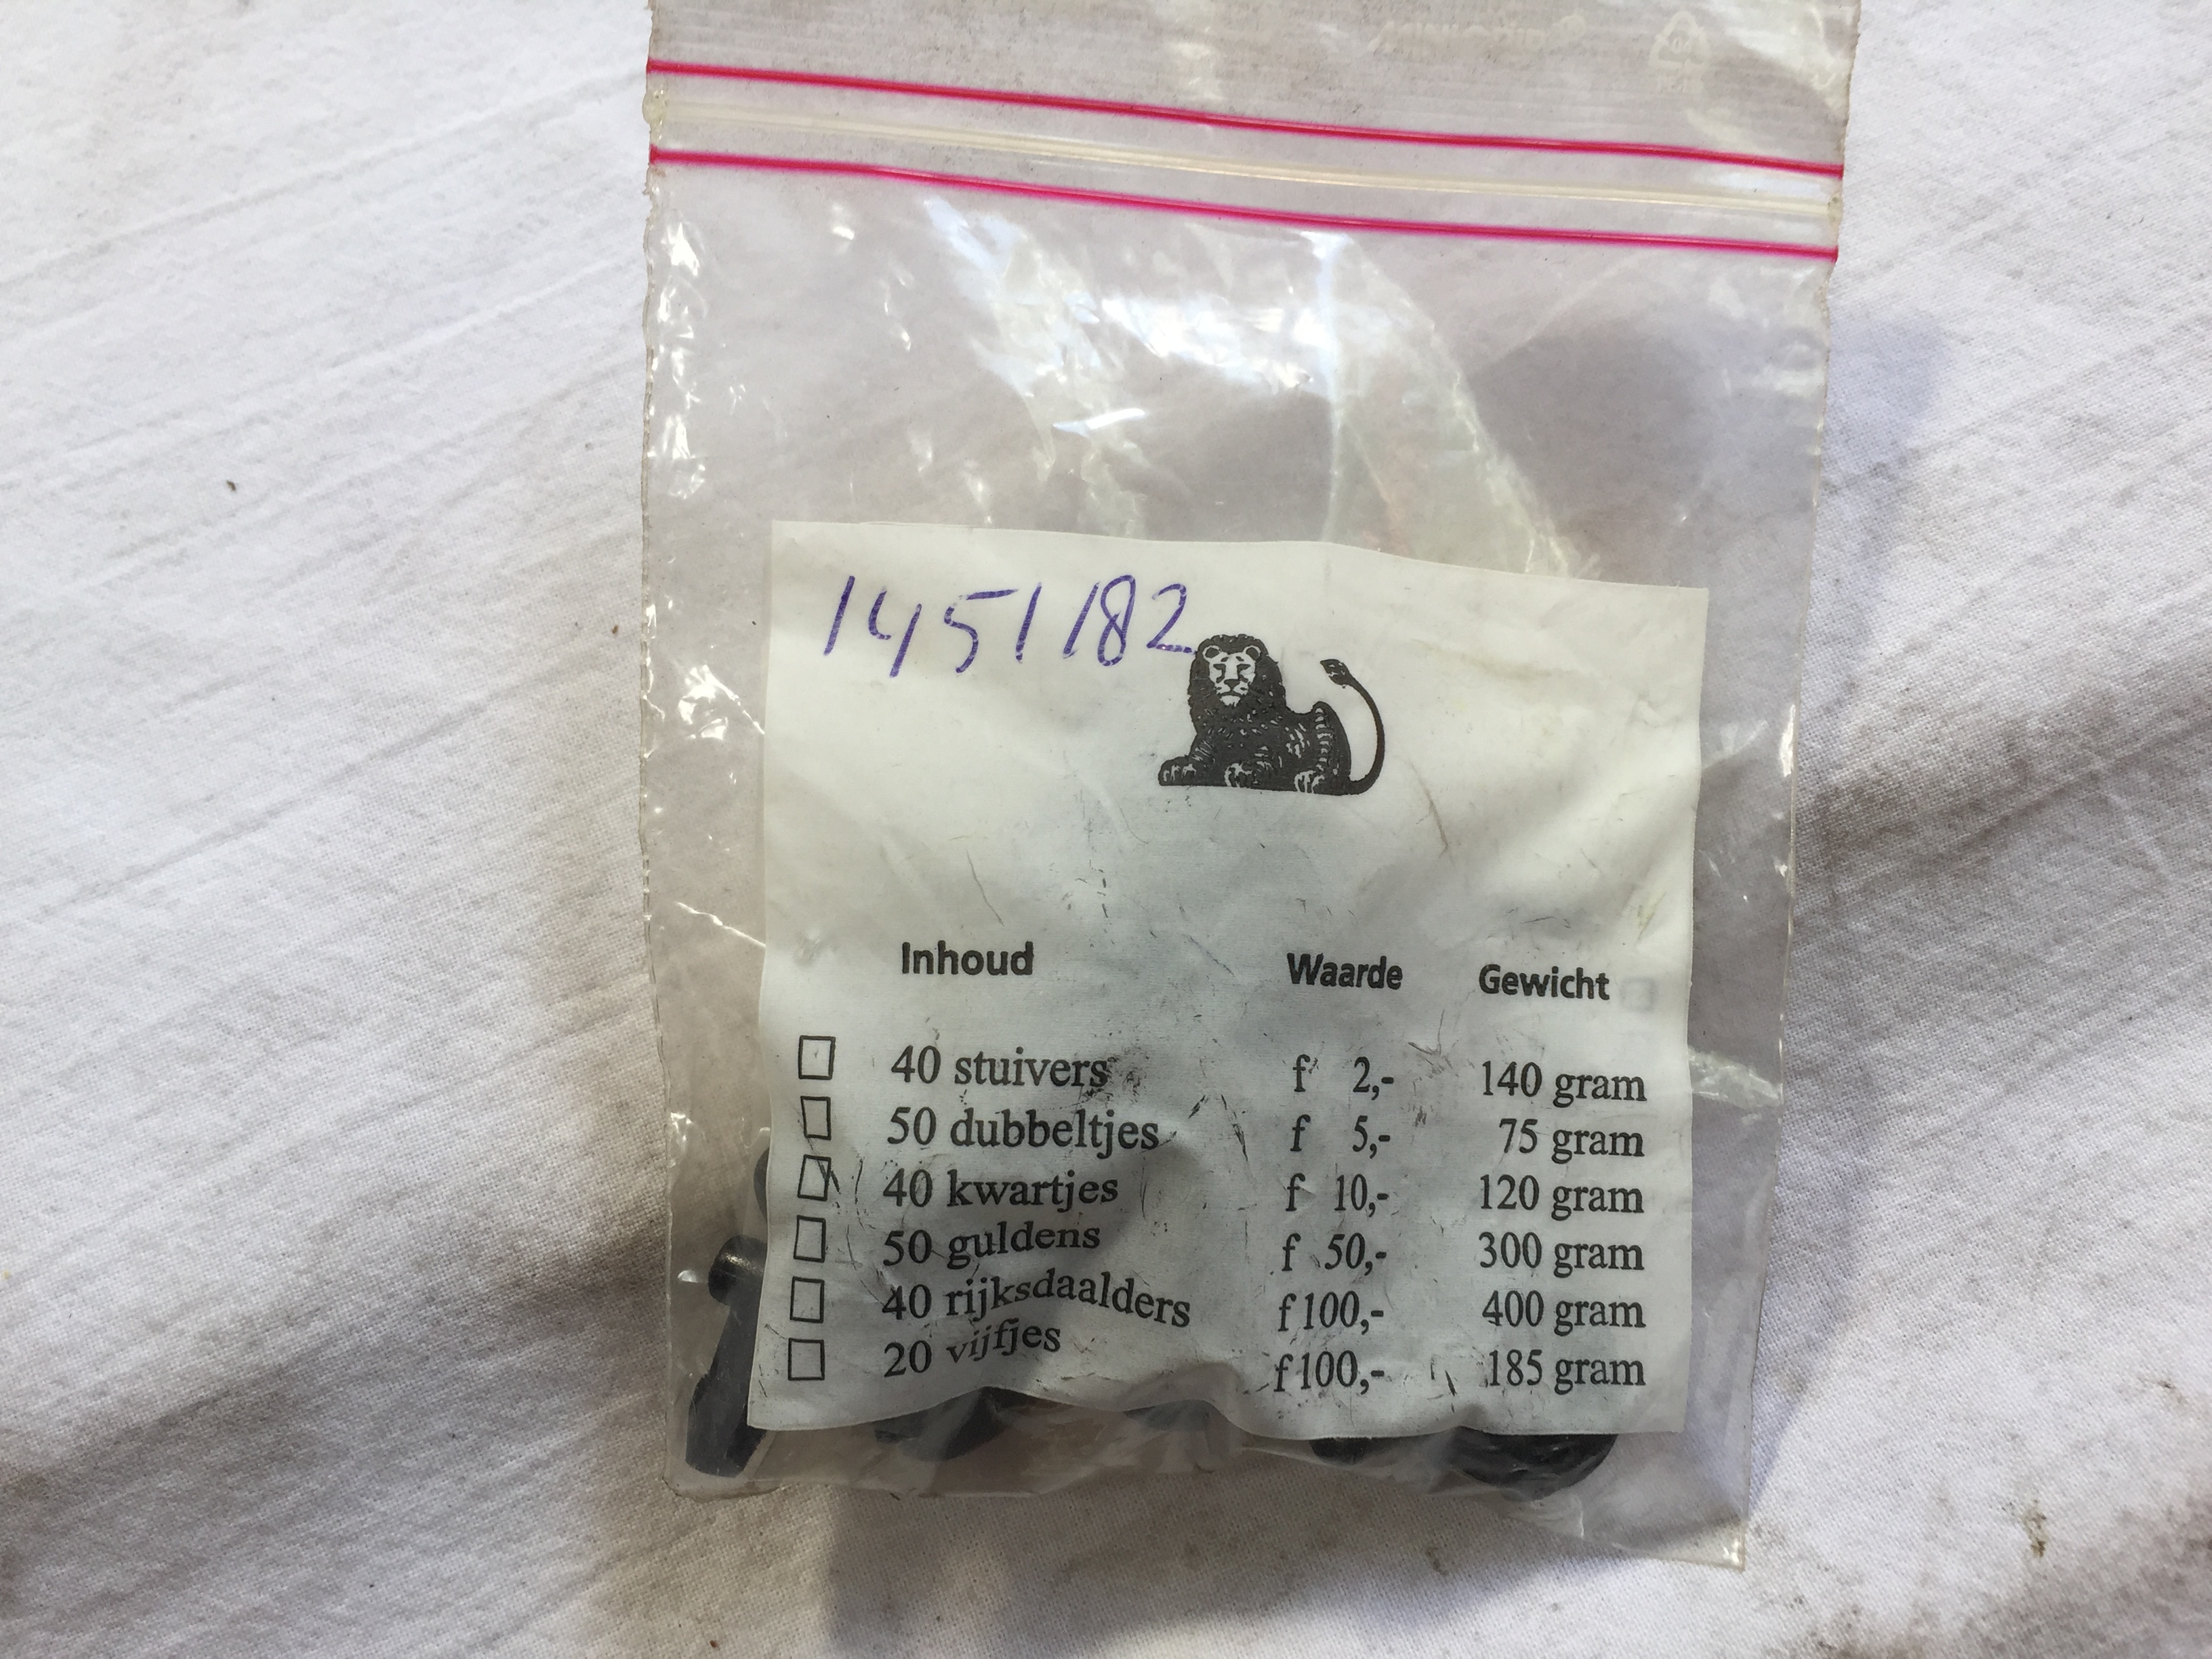 1451182
Inhoud Waarde Gewicht
40 stuivers f 2,- 140 gram
50 dubbeltjes f 5,- 75 gram
40 kwartjes f 10,- 120 gram
50 guldens f 50,- 300 gram
40 rijksdaalders f 100,- 400 gram
20 vijfjes f 100,- 185 gram